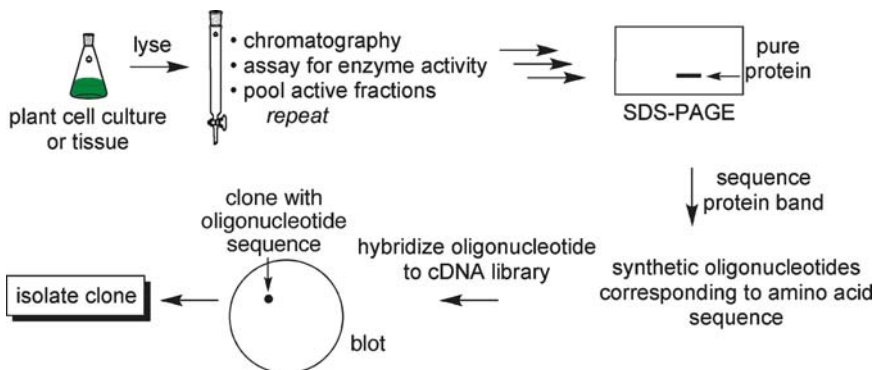 lyse
• chromatography
• assay for enzyme activity
• pool active fractions
repeat
plant cell culture
or tissue
pure
protein
SDS-PAGE
sequence
protein band
synthetic oligonucleotides
corresponding to amino acid
sequence
hybridize oligonucleotide
to cDNA library
clone with
oligonucleotide
sequence
blot
isolate clone